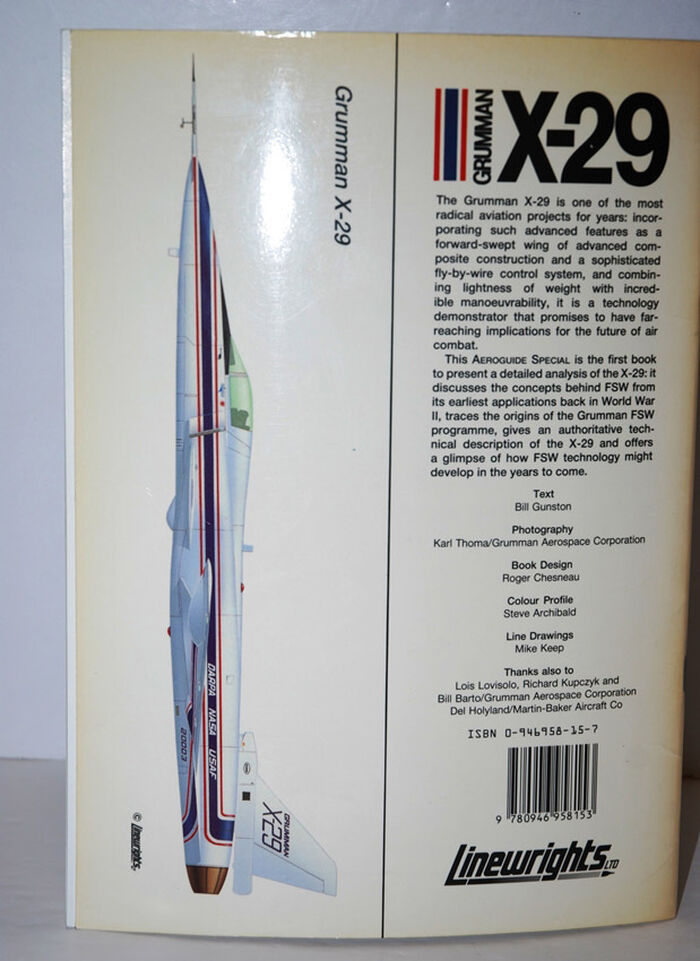 Grumman X-29
DARPA NASA USAF
20003
GRUMMAN
X-29
© Linewrights
GRUMMAN
X-29
The Grumman X-29 is one of the most
radical aviation projects for years: incor-
porating such advanced features as a
forward-swept wing of advanced com-
posite construction and a sophisticated
fly-by-wire control system, and combin-
ing lightness of weight with incred-
ible manoeuvrability, it is a technology
demonstrator that promises to have far-
reaching implications for the future of air
combat.
This AEROGUIDE SPECIAL is the first book
to present a detailed analysis of the X-29: it
discusses the concepts behind FSW from
its earliest applications back in World War
II, traces the origins of the Grumman FSW
programme, gives an authoritative tech-
nical description of the X-29 and offers
a glimpse of how FSW technology might
develop in the years to come.
Text
Bill Gunston
Photography
Karl Thoma/Grumman Aerospace Corporation
Book Design
Roger Chesneau
Colour Profile
Steve Archibald
Line Drawings
Mike Keep
Thanks also to
Lois Lovisolo, Richard Kupczyk and
Bill Barto/Grumman Aerospace Corporation
Del Holyland/Martin-Baker Aircraft Co
ISBN 0-946958-15-7
9 780946 958153
Linewrights LTD